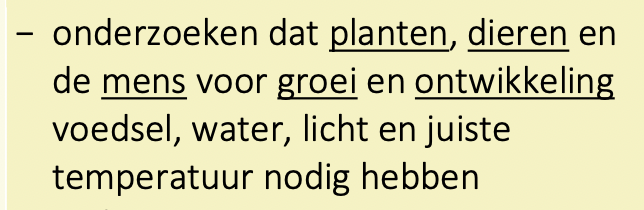 − onderzoeken dat planten, dieren en
de mens voor groei en ontwikkeling
voedsel, water, licht en juiste
temperatuur nodig hebben